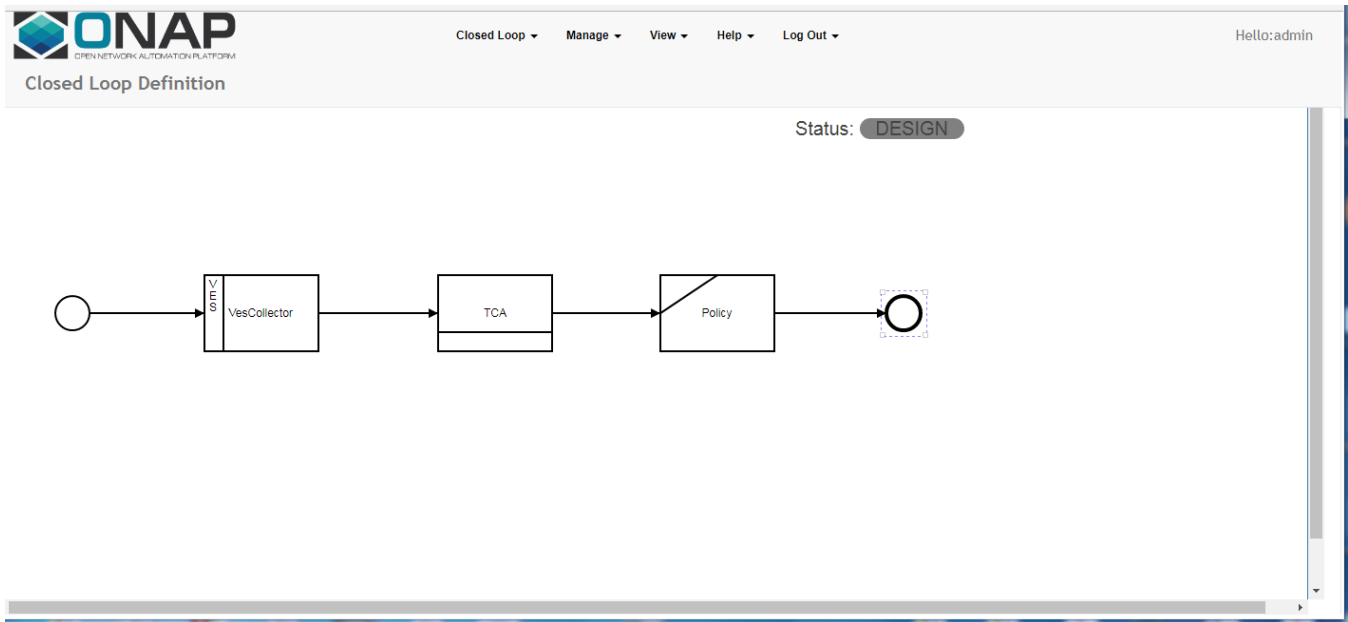 ONAP
OPEN NETWORK AUTOMATION PLATFORM
Closed Loop Manage View Help Log Out
Hello:admin
Closed Loop Definition
Status: DESIGN
VES
VesCollector
TCA
Policy